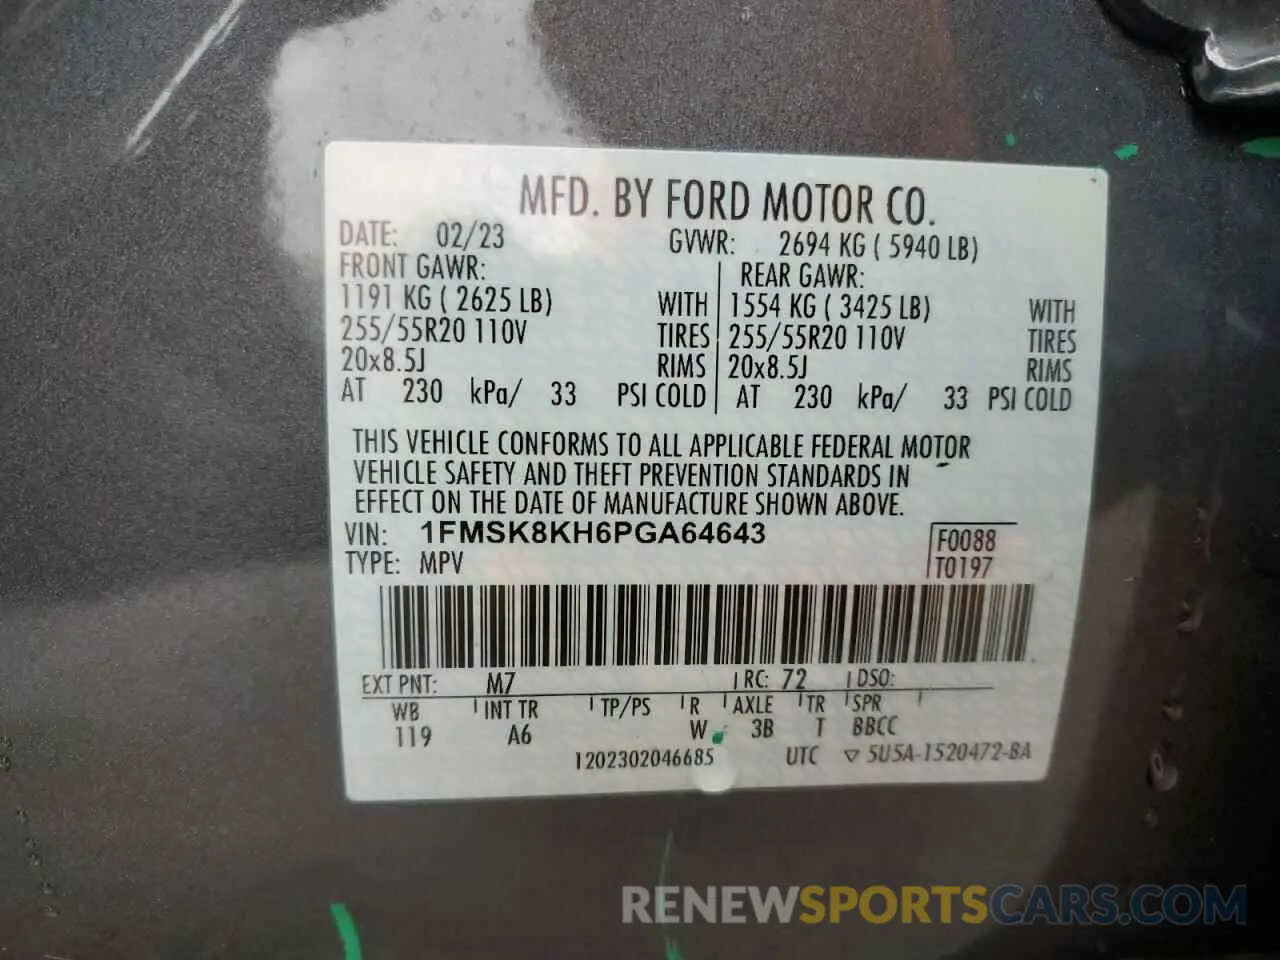 MFD. BY FORD MOTOR CO.
DATE: 02/23 GVWR: 2694 KG ( 5940 LB)
FRONT GAWR: REAR GAWR:
1191 KG ( 2625 LB) WITH 1554 KG ( 3425 LB) WITH
255/55R20 110V TIRES 255/55R20 110V TIRES
20x8.5J RIMS 20x8.5J RIMS
AT 230 kPa/ 33 PSI COLD AT 230 kPa/ 33 PSI COLD
THIS VEHICLE CONFORMS TO ALL APPLICABLE FEDERAL MOTOR
VEHICLE SAFETY AND THEFT PREVENTION STANDARDS IN
EFFECT ON THE DATE OF MANUFACTURE SHOWN ABOVE.
VIN: 1FMSK8KH6PGA64643 F0088
TYPE: MPV T0197
EXT PNT: M7 RC: 72 DSO:
WB INT TR TP/PS R AXLE TR SPR
119 A6 W 3B T BBCC
1202302046685 UTC ▽ 5U5A-1520472-BA
RENEWSPORTSCARS.COM